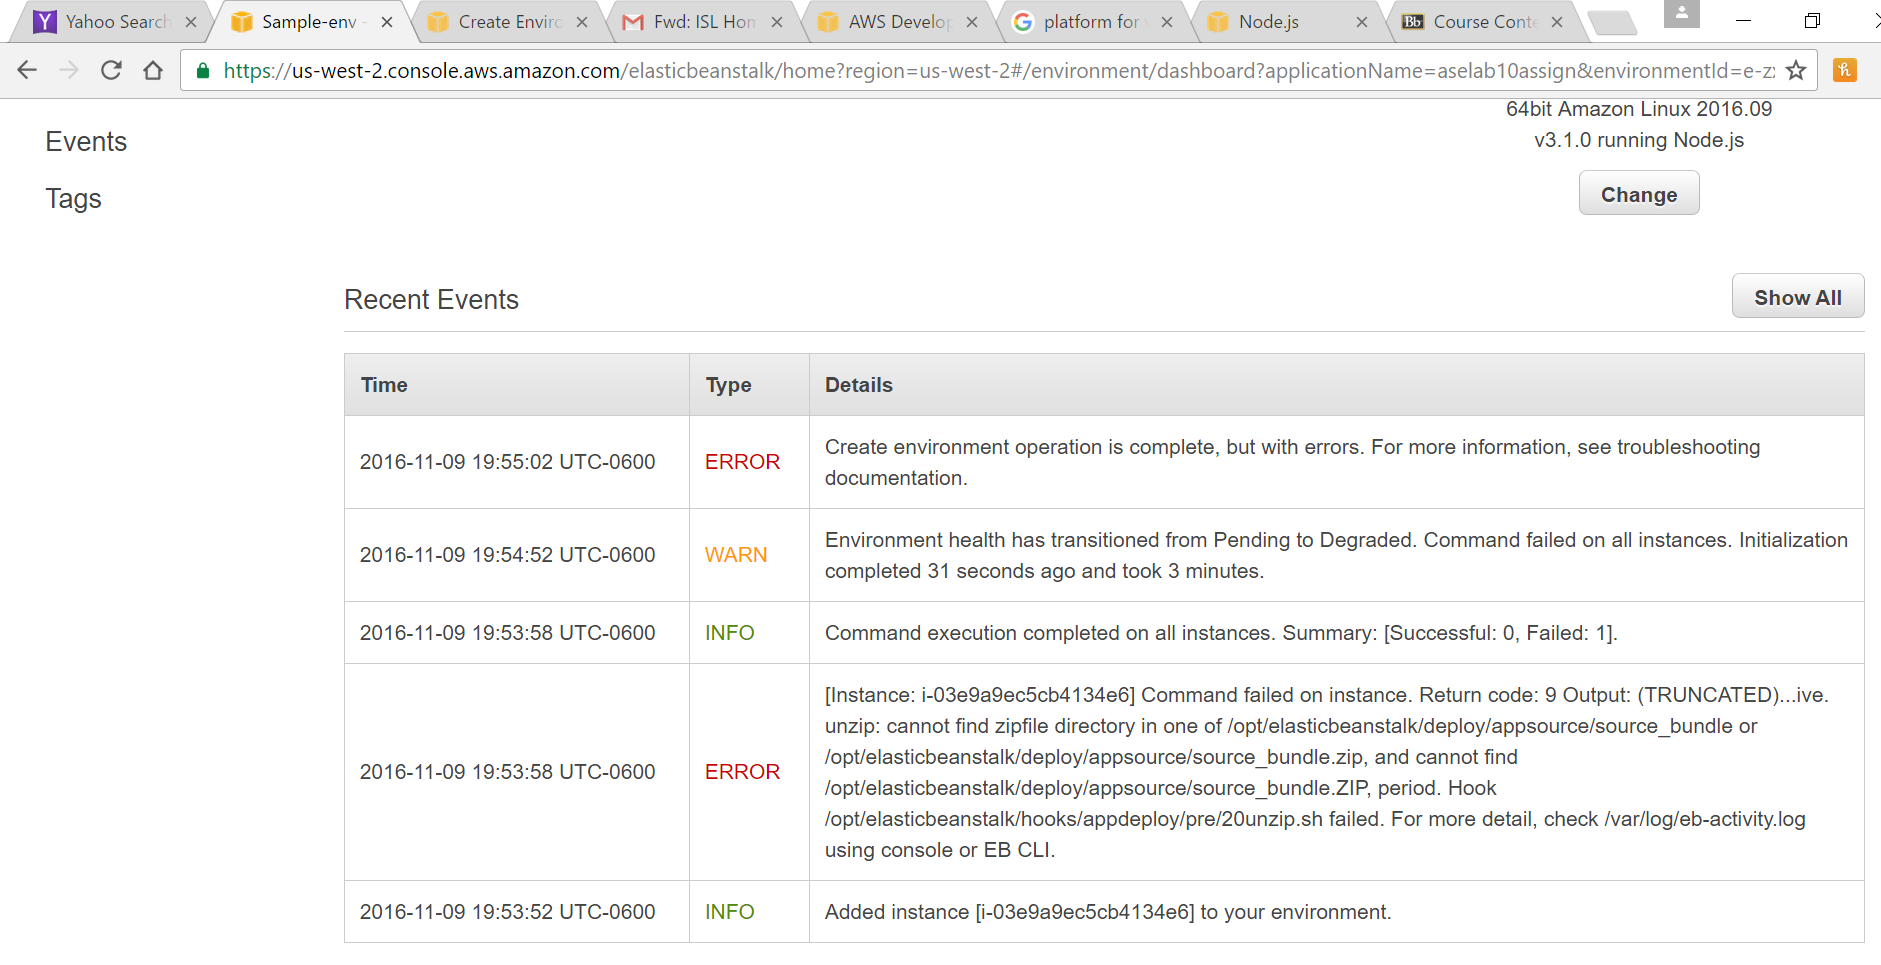 Yahoo Search
Sample-env -
Create Enviro
Fwd: ISL Hom
AWS Develop
platform for
Node.js
Bb Course Conte
https://us-west-2.console.aws.amazon.com/elasticbeanstalk/home?region=us-west-2#/environment/dashboard?applicationName=aselab10assign&environmentId=e-zx
64bit Amazon Linux 2016.09
v3.1.0 running Node.js
Change
Events
Tags
Recent Events
Show All
Time Type Details
2016-11-09 19:55:02 UTC-0600 ERROR Create environment operation is complete, but with errors. For more information, see troubleshooting
documentation.
2016-11-09 19:54:52 UTC-0600 WARN Environment health has transitioned from Pending to Degraded. Command failed on all instances. Initialization
completed 31 seconds ago and took 3 minutes.
2016-11-09 19:53:58 UTC-0600 INFO Command execution completed on all instances. Summary: [Successful: 0, Failed: 1].
2016-11-09 19:53:58 UTC-0600 ERROR [Instance: i-03e9a9ec5cb4134e6] Command failed on instance. Return code: 9 Output: (TRUNCATED)...ive.
unzip: cannot find zipfile directory in one of /opt/elasticbeanstalk/deploy/appsource/source_bundle or
/opt/elasticbeanstalk/deploy/appsource/source_bundle.zip, and cannot find
/opt/elasticbeanstalk/deploy/appsource/source_bundle.ZIP, period. Hook
/opt/elasticbeanstalk/hooks/appdeploy/pre/20unzip.sh failed. For more detail, check /var/log/eb-activity.log
using console or EB CLI.
2016-11-09 19:53:52 UTC-0600 INFO Added instance [i-03e9a9ec5cb4134e6] to your environment.